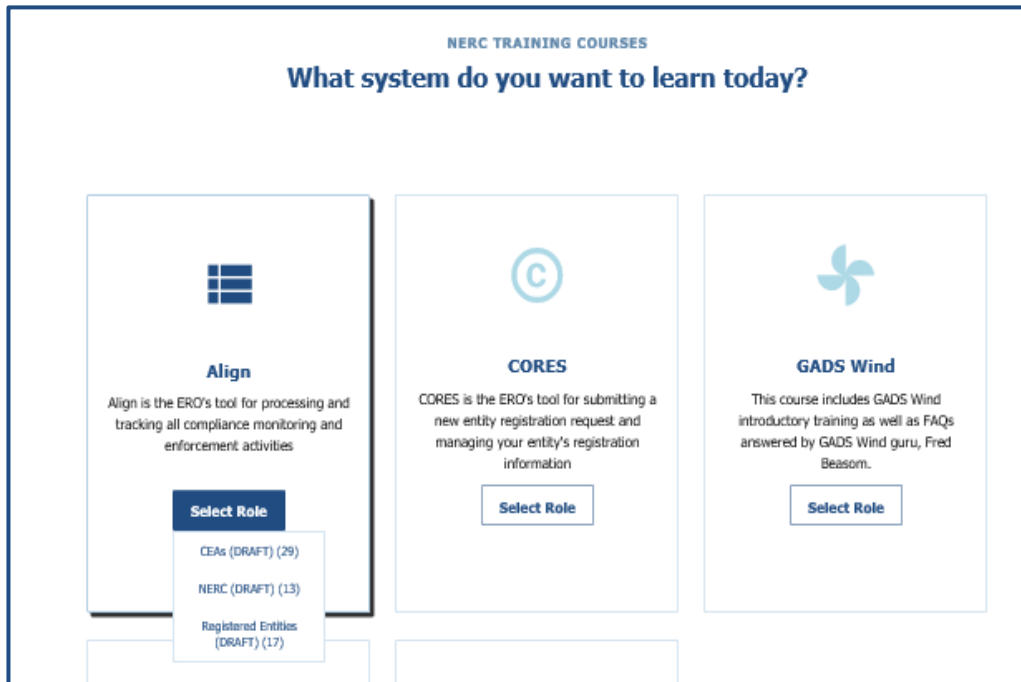 NERC TRAINING COURSES
What system do you want to learn today?
Align
Align is the ERO's tool for processing and
tracking all compliance monitoring and
enforcement activities
Select Role
CEAs (DRAFT) (29)
NERC (DRAFT) (13)
Registered Entities
(DRAFT) (17)
C
CORES
CORES is the ERO's tool for submitting a
new entity registration request and
managing your entity's registration
information
Select Role
GADS Wind
This course includes GADS Wind
introductory training as well as FAQs
answered by GADS Wind guru, Fred
Beasom.
Select Role